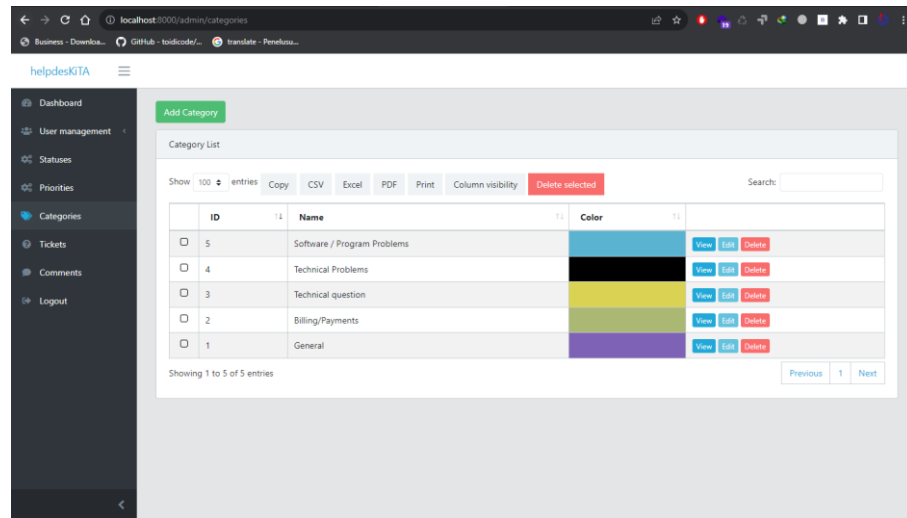 localhost:8000/admin/categories
Business - Downloa... GitHub - toidicode/... translate - Penelusu...
helpdesKiTA
Dashboard
User management
Statuses
Priorities
Categories
Tickets
Comments
Logout
Add Category
Category List
Show 100 entries Copy CSV Excel PDF Print Column visibility Delete selected Search:
ID Name Color
5 Software / Program Problems View Edit Delete
4 Technical Problems View Edit Delete
3 Technical question View Edit Delete
2 Billing/Payments View Edit Delete
1 General View Edit Delete
Showing 1 to 5 of 5 entries Previous 1 Next